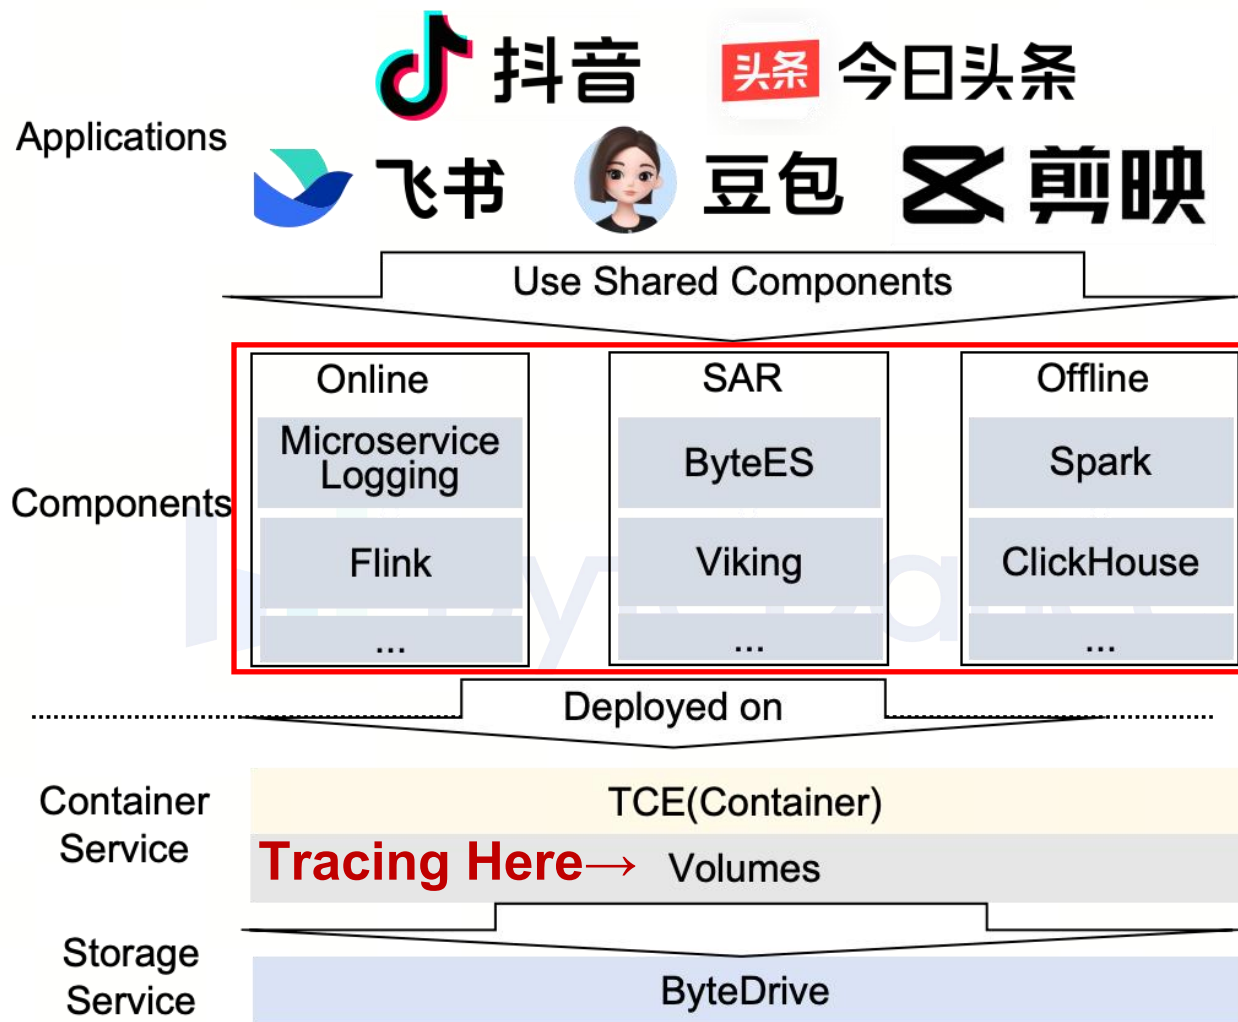 抖音
头条 今日头条
Applications
飞书
豆包
剪映
Use Shared Components
Components
Online
Microservice
Logging
Flink
...
SAR
ByteES
Viking
...
Offline
Spark
ClickHouse
...
Deployed on
Container
Service
TCE(Container)
Tracing Here→ Volumes
Storage
Service
ByteDrive